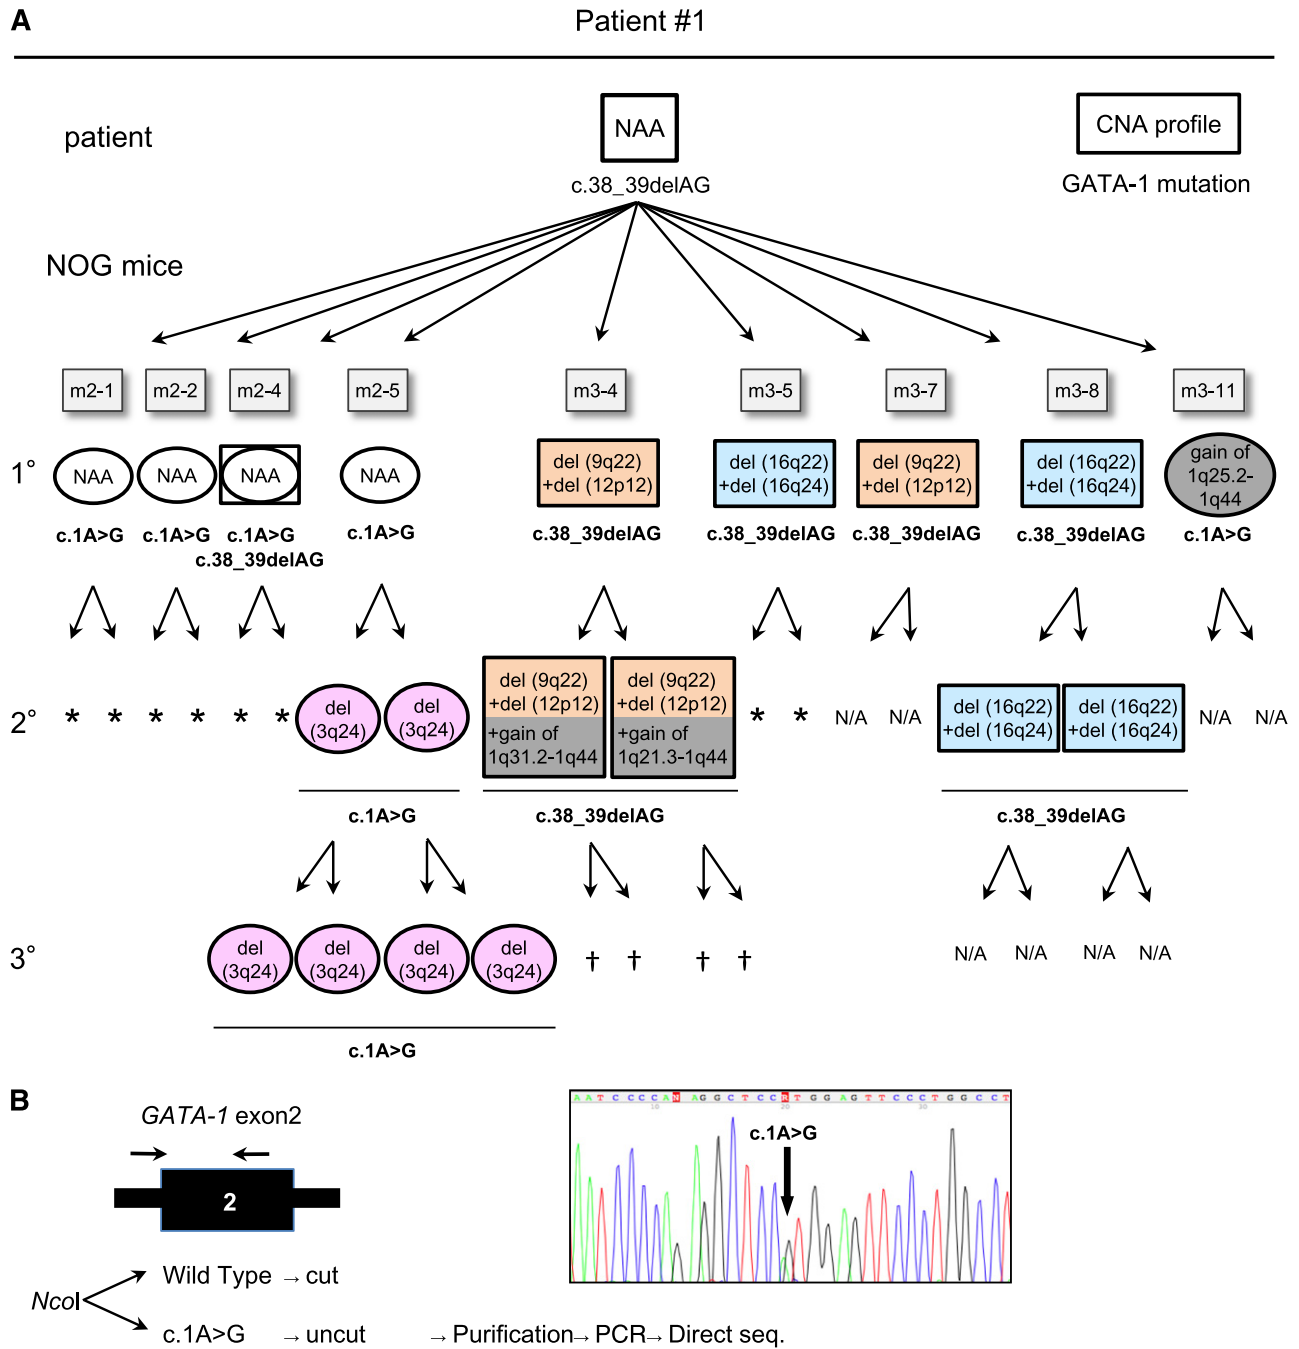 A
Patient #1
patient
NAA
CNA profile
c.38_39delAG
GATA-1 mutation
NOG mice
m2-1 m2-2 m2-4 m2-5 m3-4 m3-5 m3-7 m3-8 m3-11
1°
NAA NAA NAA NAA
del (9q22)
+del (12p12)
del (16q22)
+del (16q24)
del (9q22)
+del (12p12)
del (16q22)
+del (16q24)
gain of
1q25.2-
1q44
c.1A>G c.1A>G c.1A>G c.1A>G c.38_39delAG c.38_39delAG c.38_39delAG c.38_39delAG c.1A>G
c.38_39delAG
2°
* * * * * *
del
(3q24)
del
(3q24)
del (9q22)
+del (12p12)
+gain of
1q31.2-1q44
del (9q22)
+del (12p12)
+gain of
1q21.3-1q44
* * N/A N/A
del (16q22)
+del (16q24)
del (16q22)
+del (16q24)
N/A N/A
c.1A>G c.38_39delAG c.38_39delAG
3°
del
(3q24)
del
(3q24)
del
(3q24)
del
(3q24)
† † † † N/A N/A N/A N/A
c.1A>G
B
GATA-1 exon2
2
NcoI
Wild Type → cut
c.1A>G → uncut → Purification → PCR → Direct seq.
A A T C C C C A N A G G C T C C R T G G A G T T C C C T G G C C T
10 20 30
c.1A>G